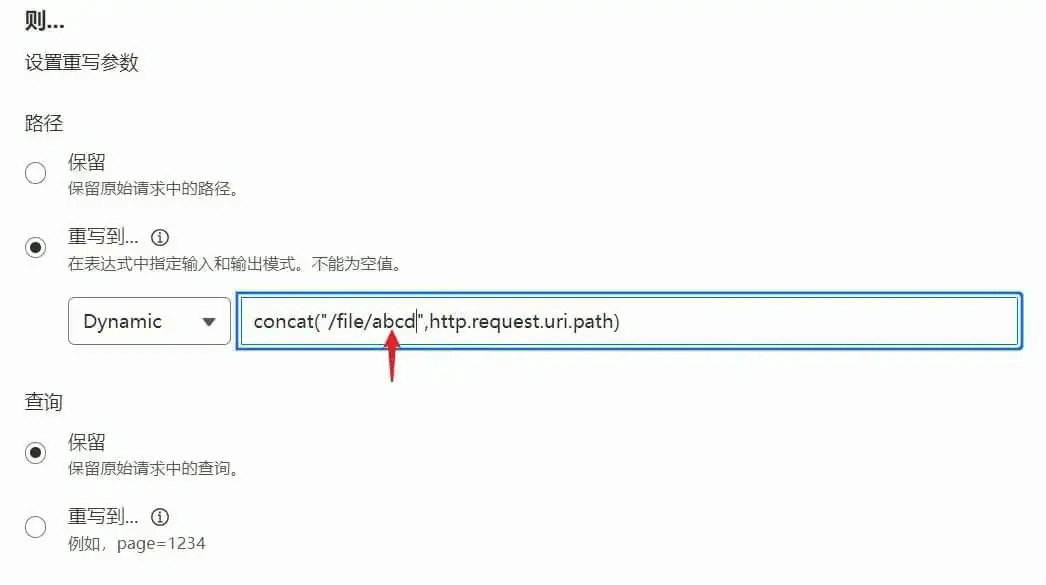 则...
设置重写参数
路径
保留
保留原始请求中的路径。
重写到...
在表达式中指定输入和输出模式。不能为空值。
Dynamic concat("/file/abcd",http.request.uri.path)
查询
保留
保留原始请求中的查询。
重写到...
例如，page=1234